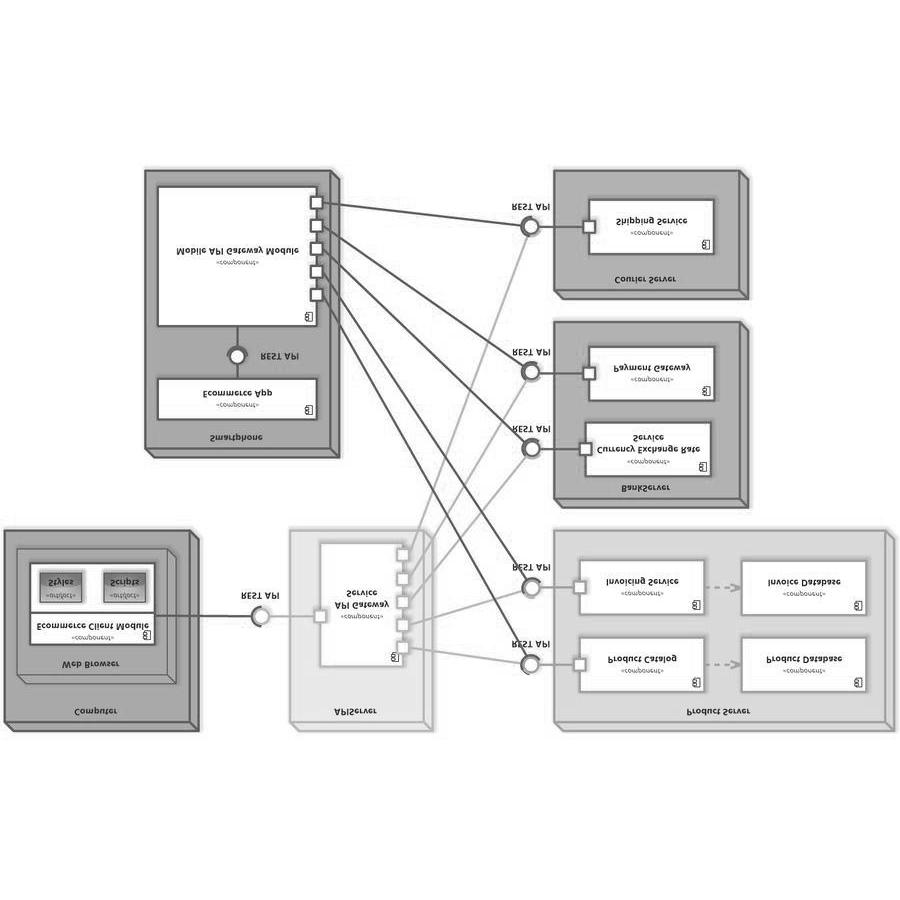 Computer
Web Browser
«component»
Ecommerce Client Module
«artifact»
Styles
«artifact»
Scripts
REST API
APIServer
«component»
API Gateway
Service
REST API
REST API
Product Server
«component»
Product Catalog
«component»
Product Database
«component»
Invoicing Service
«component»
Invoice Database
Smartphone
«component»
Ecommerce App
REST API
«component»
Mobile API Gateway Module
REST API
REST API
BankServer
«component»
Currency Exchange Rate
Service
«component»
Payment Gateway
REST API
Courier Server
«component»
Shipping Service